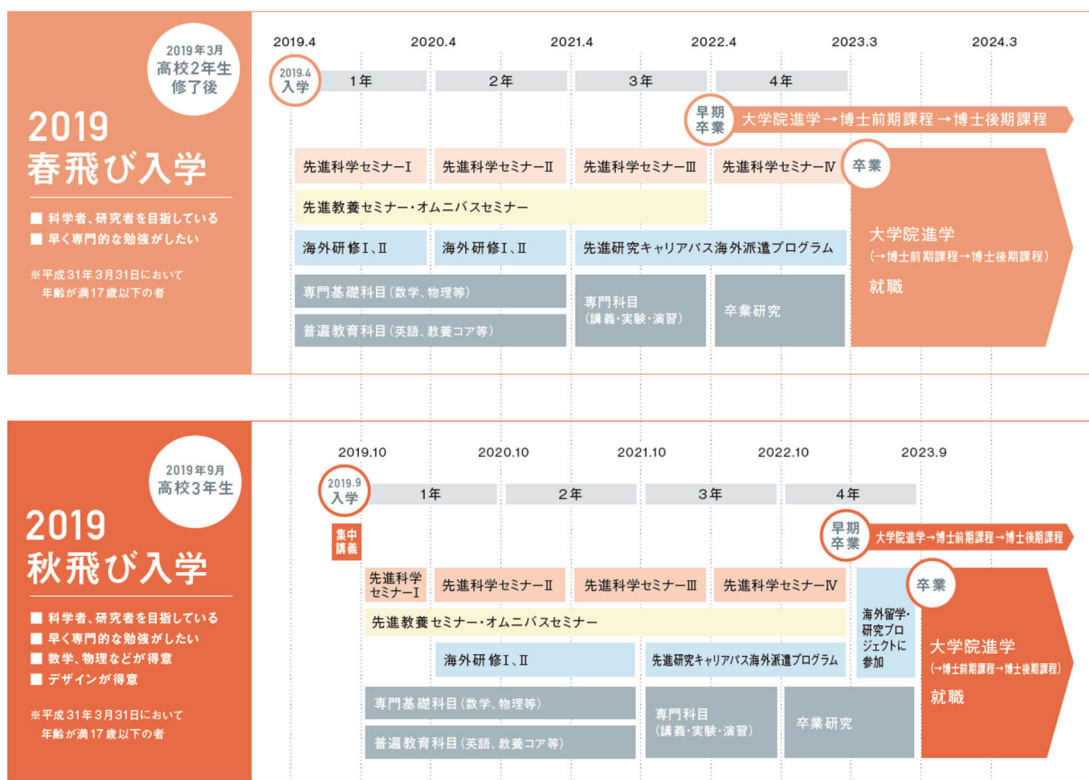 2019年3月
高校2年生
修了後
2019
春飛び入学
■ 科学者、研究者を目指している
■ 早く専門的な勉強がしたい
※平成31年3月31日において
年齢が満17歳以下の者
2019.4
2020.4
2021.4
2022.4
2023.3
2024.3
2019.4
入学
1年
2年
3年
4年
早期
卒業
大学院進学→博士前期課程→博士後期課程
先進科学セミナーⅠ
先進科学セミナーⅡ
先進科学セミナーⅢ
先進科学セミナーⅣ
卒業
先進教養セミナー・オムニバスセミナー
海外研修Ⅰ、Ⅱ
海外研修Ⅰ、Ⅱ
先進研究キャリアパス海外派遣プログラム
専門基礎科目(数学、物理等)
普遍教育科目(英語、教養コア等)
専門科目
(講義・実験・演習)
卒業研究
大学院進学
(→博士前期課程→博士後期課程)
就職
2019年9月
高校3年生
2019
秋飛び入学
■ 科学者、研究者を目指している
■ 早く専門的な勉強がしたい
■ 数学、物理などが得意
■ デザインが得意
※平成31年3月31日において
年齢が満17歳以下の者
2019.10
2020.10
2021.10
2022.10
2023.9
2019.9
入学
1年
2年
3年
4年
集中
講義
早期
卒業
大学院進学→博士前期課程→博士後期課程
先進科学
セミナーⅠ
先進科学セミナーⅡ
先進科学セミナーⅢ
先進科学セミナーⅣ
海外留学・
研究プロ
ジェクトに
参加
卒業
先進教養セミナー・オムニバスセミナー
海外研修Ⅰ、Ⅱ
先進研究キャリアパス海外派遣プログラム
専門基礎科目(数学、物理等)
普遍教育科目(英語、教養コア等)
専門科目
(講義・実験・演習)
卒業研究
大学院進学
(→博士前期課程→博士後期課程)
就職